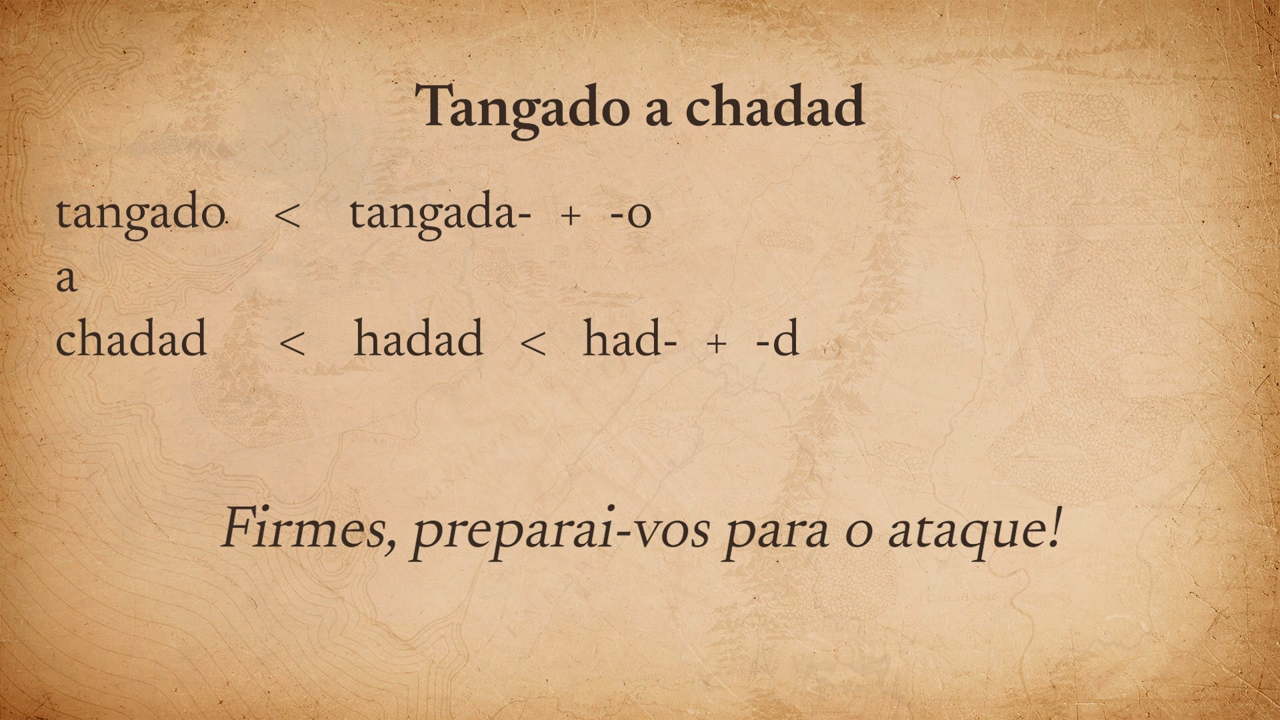 Tangado a chadad
tangado < tangada- + -o
a
chadad < hadad < had- + -d
Firmes, preparai-vos para o ataque!